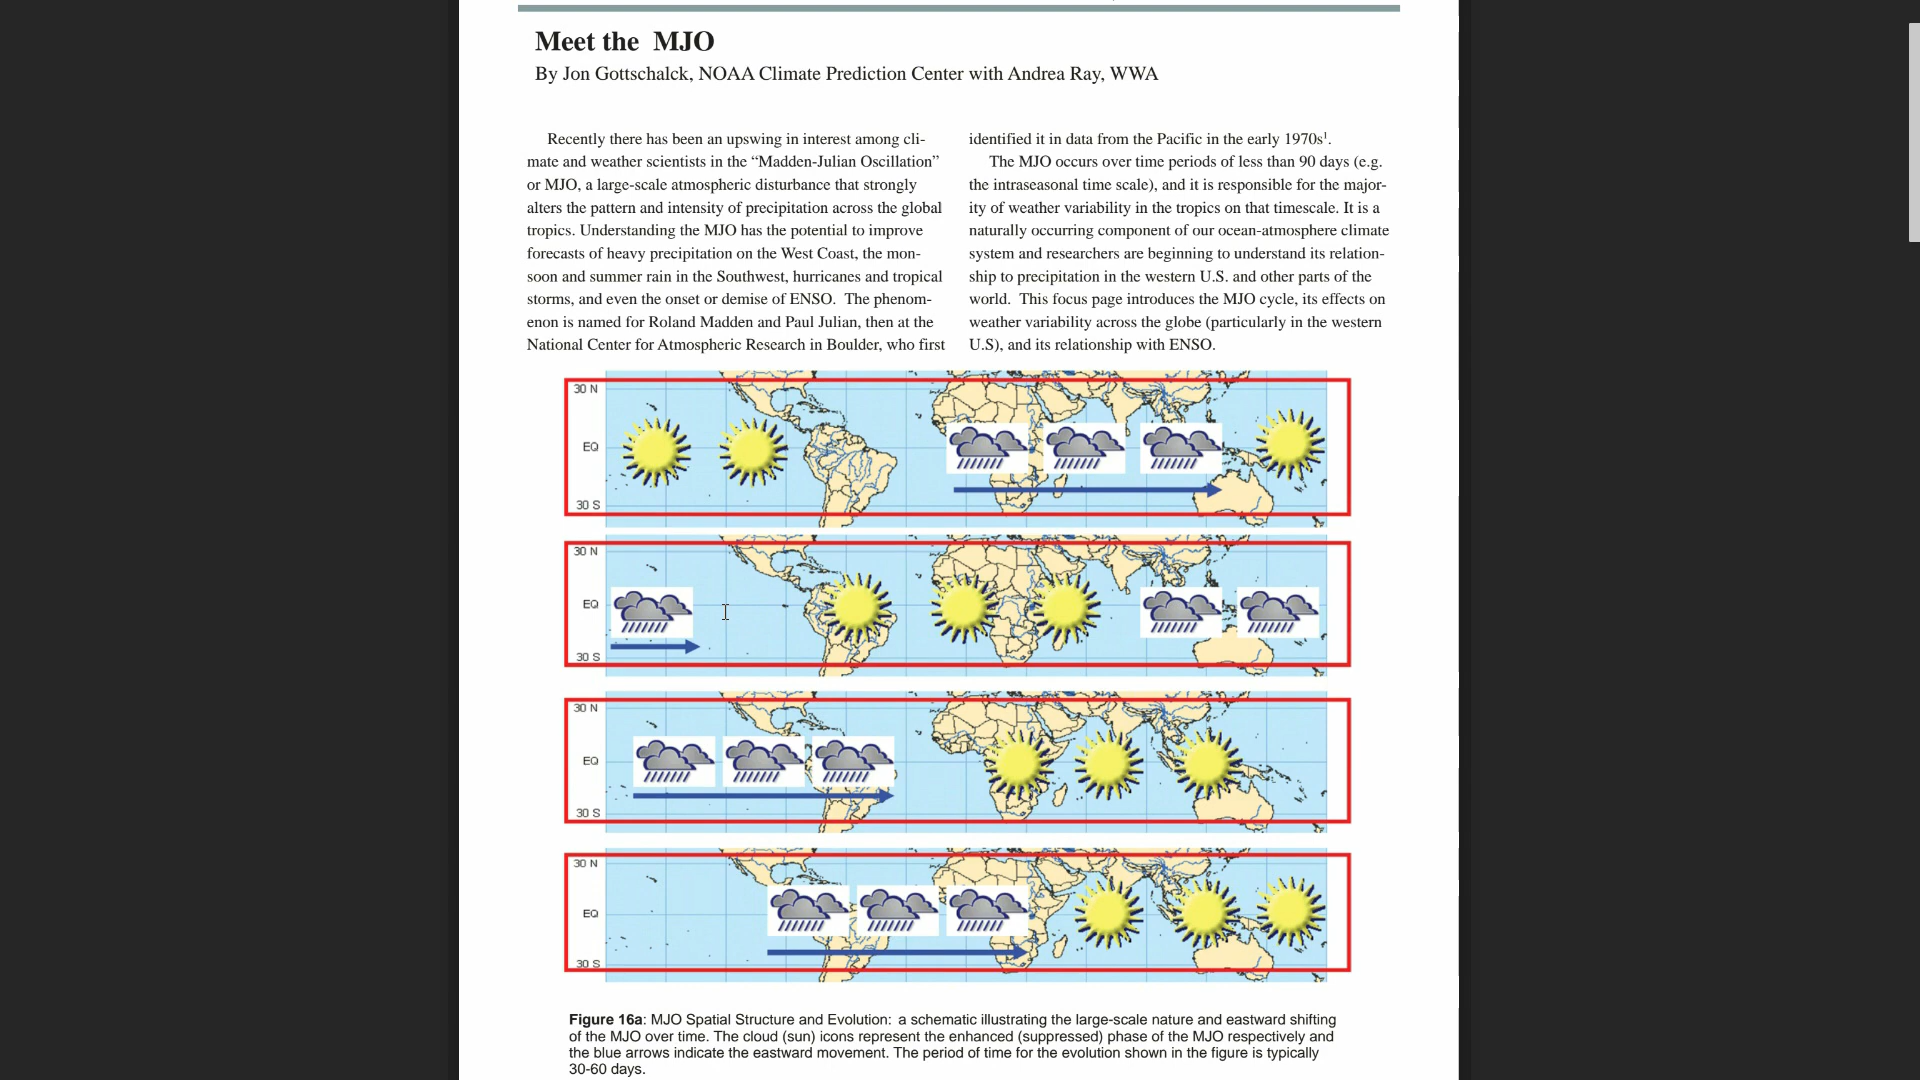 Meet the MJO
By Jon Gottschalck, NOAA Climate Prediction Center with Andrea Ray, WWA
Recently there has been an upswing in interest among cli-
mate and weather scientists in the “Madden-Julian Oscillation”
or MJO, a large-scale atmospheric disturbance that strongly
alters the pattern and intensity of precipitation across the global
tropics. Understanding the MJO has the potential to improve
forecasts of heavy precipitation on the West Coast, the mon-
soon and summer rain in the Southwest, hurricanes and tropical
storms, and even the onset or demise of ENSO. The phenom-
enon is named for Roland Madden and Paul Julian, then at the
National Center for Atmospheric Research in Boulder, who first
identified it in data from the Pacific in the early 1970s¹.
The MJO occurs over time periods of less than 90 days (e.g.
the intraseasonal time scale), and it is responsible for the major-
ity of weather variability in the tropics on that timescale. It is a
naturally occurring component of our ocean-atmosphere climate
system and researchers are beginning to understand its relation-
ship to precipitation in the western U.S. and other parts of the
world. This focus page introduces the MJO cycle, its effects on
weather variability across the globe (particularly in the western
U.S), and its relationship with ENSO.
30 N
EQ
30 S
30 N
EQ
30 S
30 N
EQ
30 S
30 N
EQ
30 S
Figure 16a: MJO Spatial Structure and Evolution: a schematic illustrating the large-scale nature and eastward shifting
of the MJO over time. The cloud (sun) icons represent the enhanced (suppressed) phase of the MJO respectively and
the blue arrows indicate the eastward movement. The period of time for the evolution shown in the figure is typically
30-60 days.